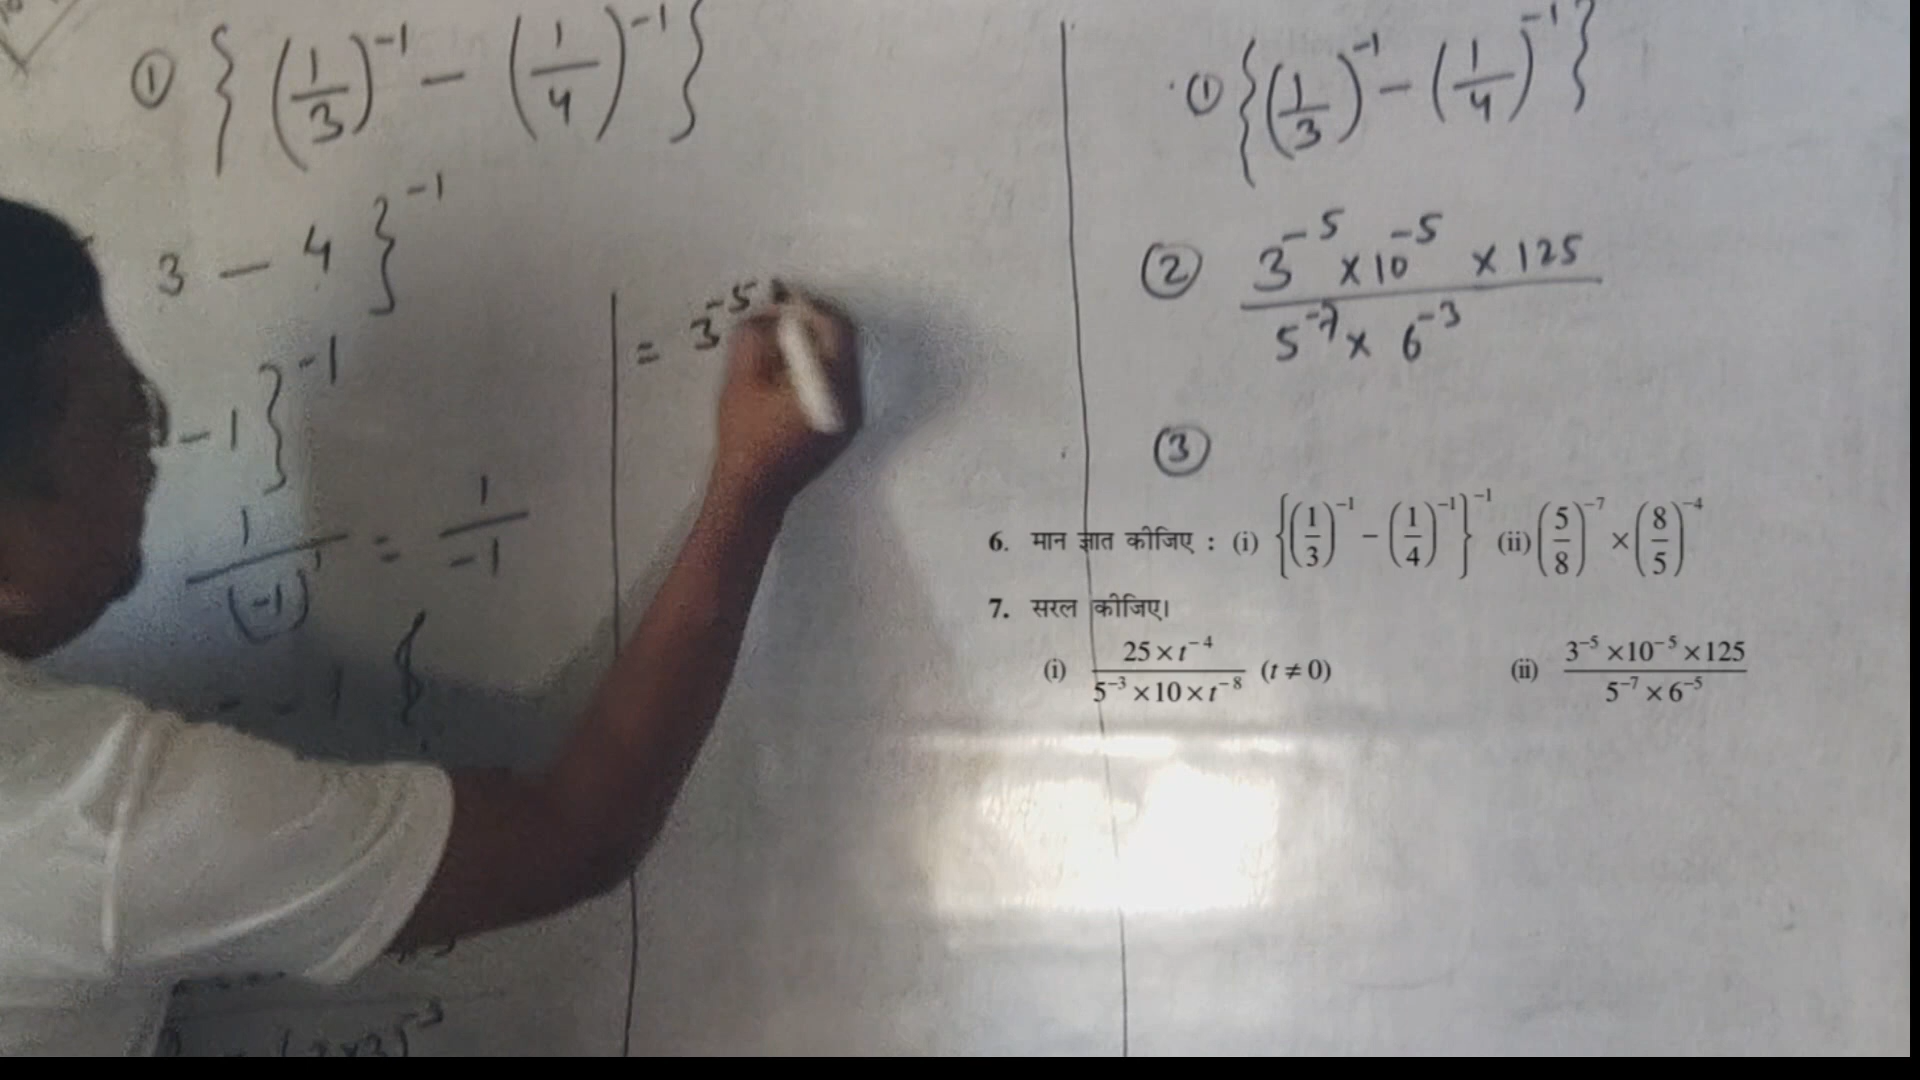 ① { (1/3)^-1 - (1/4)^-1 }
3 - 4 }^-1
-1 }^-1
1/(-1)^1 = 1/-1
= 3^-5
① { (1/3)^-1 - (1/4)^-1 }
② 3^-5 × 10^-5 × 125 / 5^-7 × 6^-3
③
6. मान ज्ञात कीजिए : (i) {(1/3)^-1 - (1/4)^-1}^-1 (ii) (5/8)^-7 × (8/5)^-4
7. सरल कीजिए।
(i) 25 × t^-4 / 5^-3 × 10 × t^-8 (t ≠ 0) (ii) 3^-5 × 10^-5 × 125 / 5^-7 × 6^-5